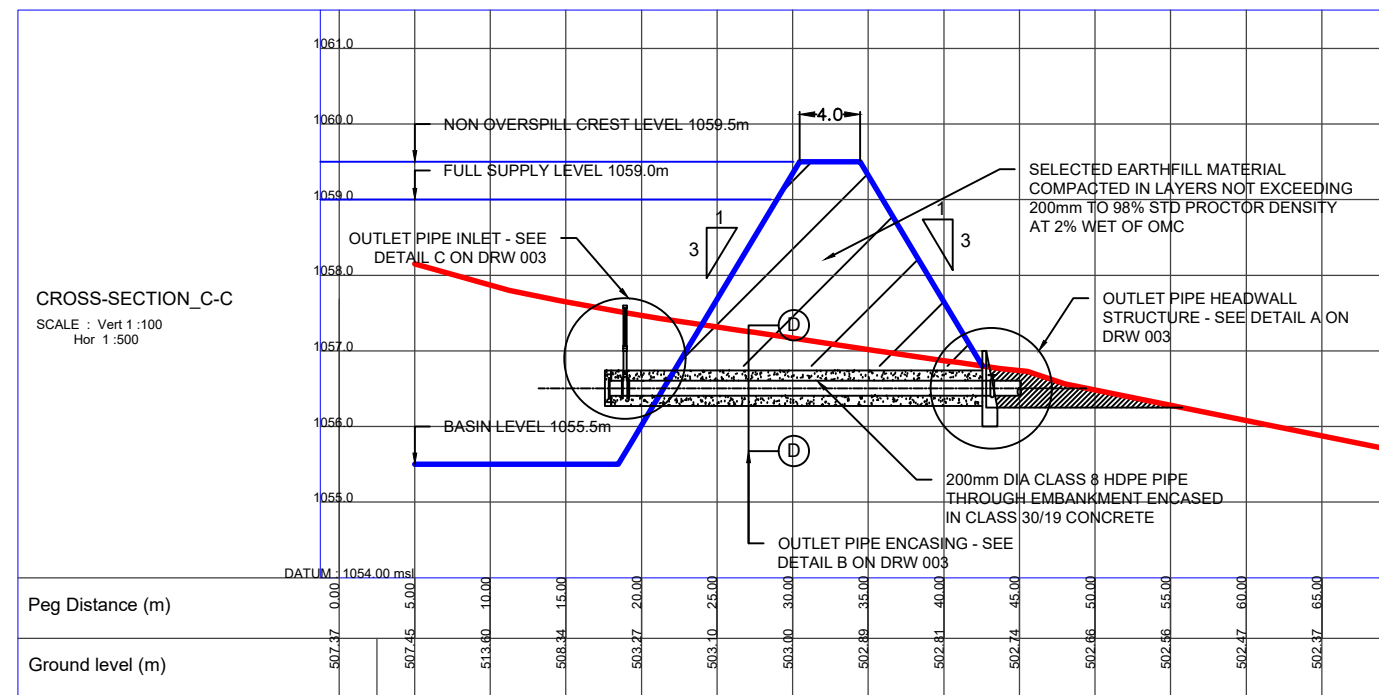 1061.0
1060.0
4.0
NON OVERSPILL CREST LEVEL 1059.5m
FULL SUPPLY LEVEL 1059.0m
1059.0
SELECTED EARTHFILL MATERIAL
COMPACTED IN LAYERS NOT EXCEEDING
200mm TO 98% STD PROCTOR DENSITY
AT 2% WET OF OMC
1
3
1
3
OUTLET PIPE INLET - SEE
DETAIL C ON DRW 003
1058.0
CROSS-SECTION_C-C
SCALE : Vert 1 :100
Hor 1 :500
OUTLET PIPE HEADWALL
STRUCTURE - SEE DETAIL A ON
DRW 003
D
1057.0
1056.0
BASIN LEVEL 1055.5m
D
200mm DIA CLASS 8 HDPE PIPE
THROUGH EMBANKMENT ENCASED
IN CLASS 30/19 CONCRETE
1055.0
OUTLET PIPE ENCASING - SEE
DETAIL B ON DRW 003
DATUM : 1054.00 msl
Peg Distance (m) 0.00 5.00 10.00 15.00 20.00 25.00 30.00 35.00 40.00 45.00 50.00 55.00 60.00 65.00
Ground level (m) 507.37 507.45 513.60 508.34 503.27 503.10 503.00 502.89 502.81 502.74 502.66 502.56 502.47 502.37